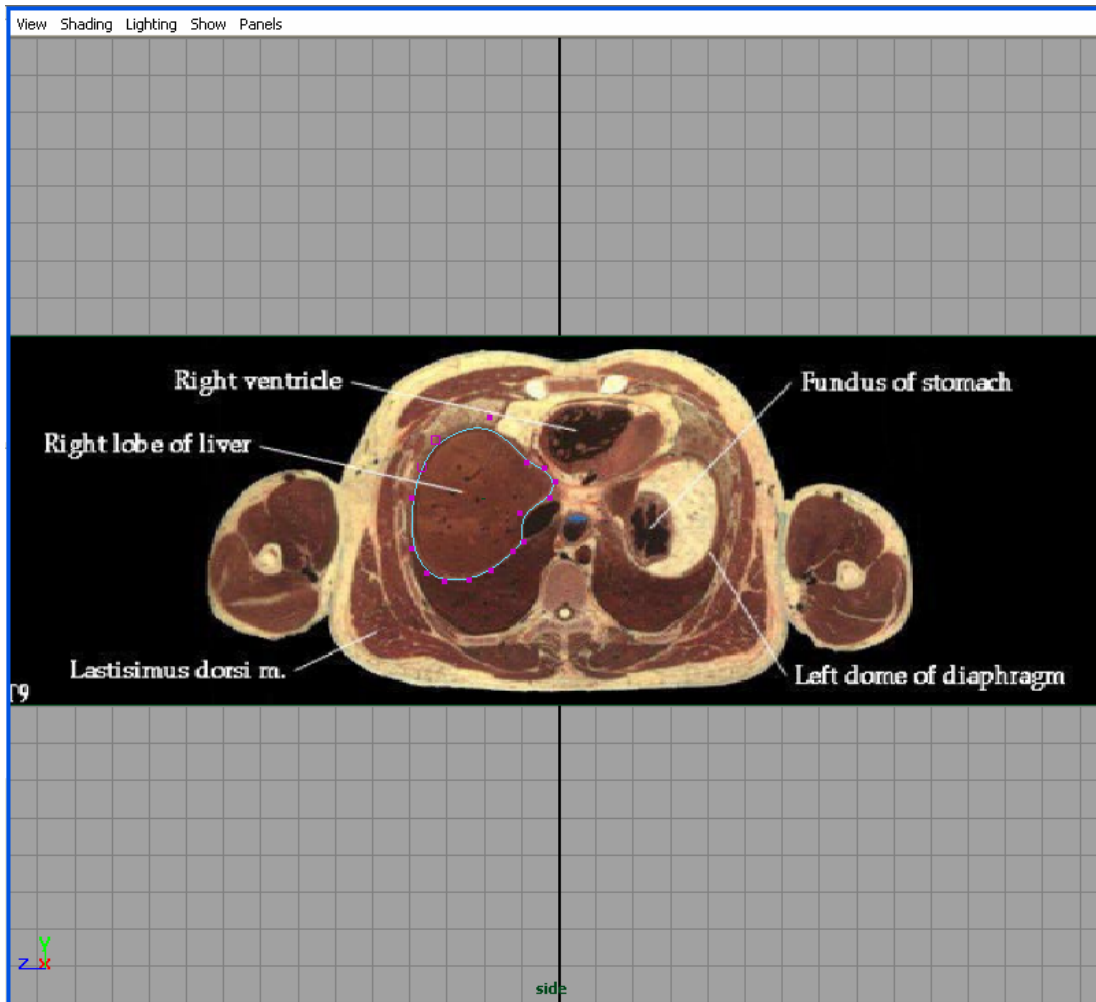 View Shading Lighting Show Panels
Right ventricle
Fundus of stomach
Right lobe of liver
Lastisimus dorsi m.
Left dome of diaphragm
T9
Y
Z X
side